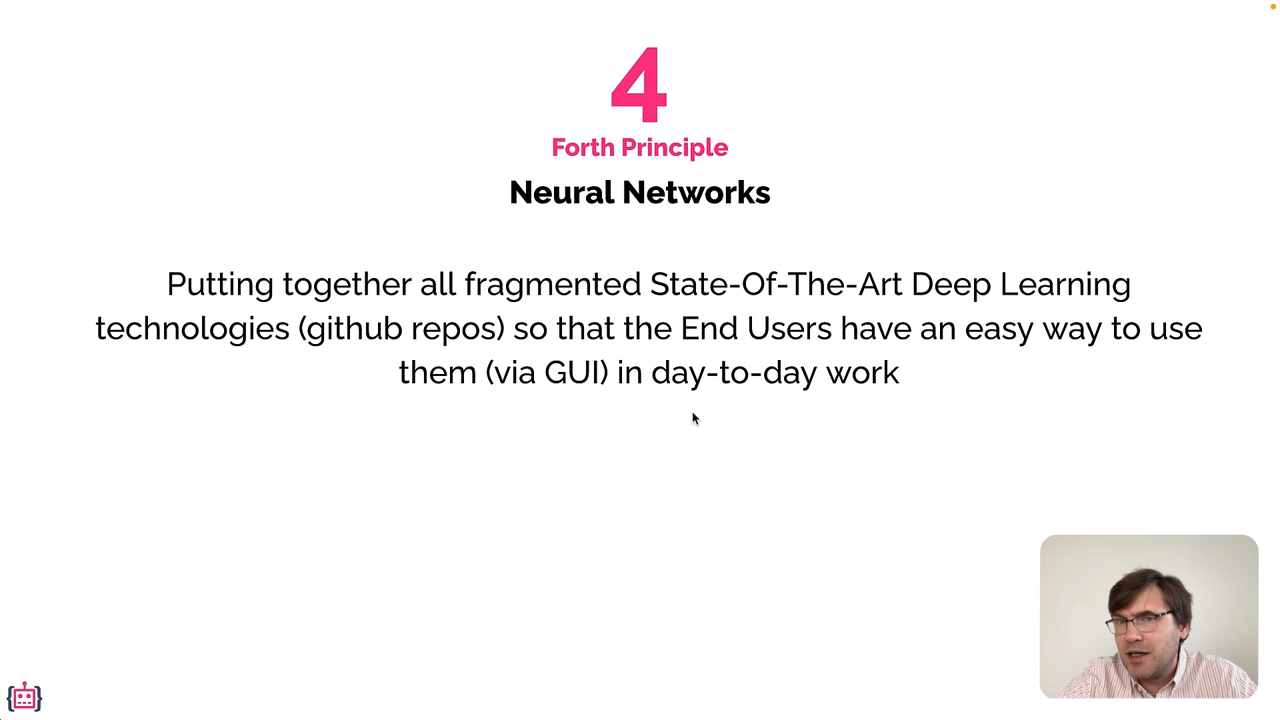 4
Forth Principle
Neural Networks
Putting together all fragmented State-Of-The-Art Deep Learning
technologies (github repos) so that the End Users have an easy way to use
them (via GUI) in day-to-day work